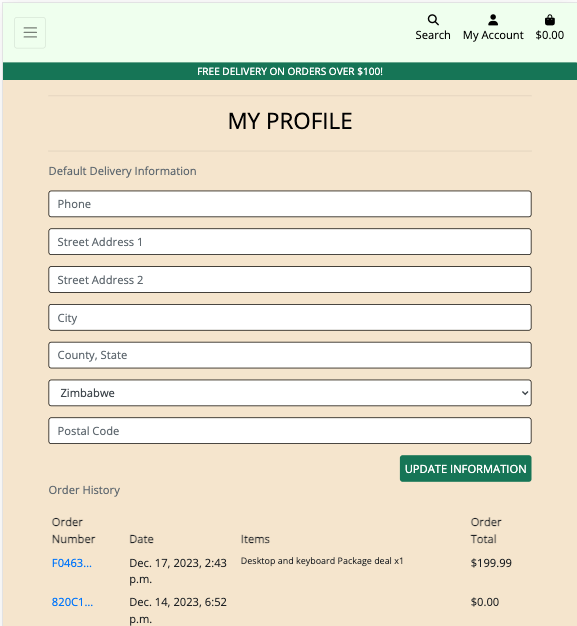 Search My Account $0.00
FREE DELIVERY ON ORDERS OVER $100!
MY PROFILE
Default Delivery Information
Phone
Street Address 1
Street Address 2
City
County, State
Zimbabwe
Postal Code
UPDATE INFORMATION
Order History
Order Number Date Items Order Total
F0463... Dec. 17, 2023, 2:43 p.m. Desktop and keyboard Package deal x1 $199.99
820C1... Dec. 14, 2023, 6:52 p.m. $0.00